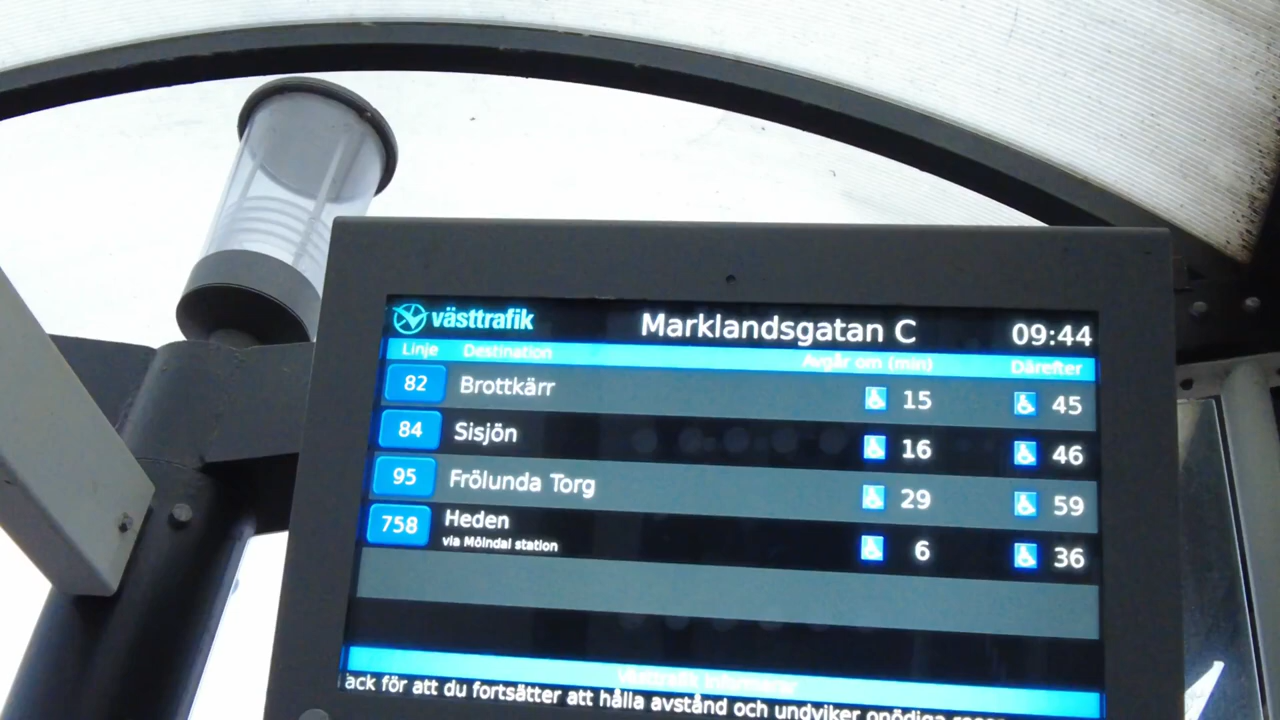 västtrafik Marklandsgatan C 09:44
Linje Destination Avgår om (min) Därefter
82 Brottkärr 15 45
84 Sisjön 16 46
95 Frölunda Torg 29 59
758 Heden 6 36
via Mölndal station
Västtrafik informerar
ack för att du fortsätter att hålla avstånd och undviker onödiga